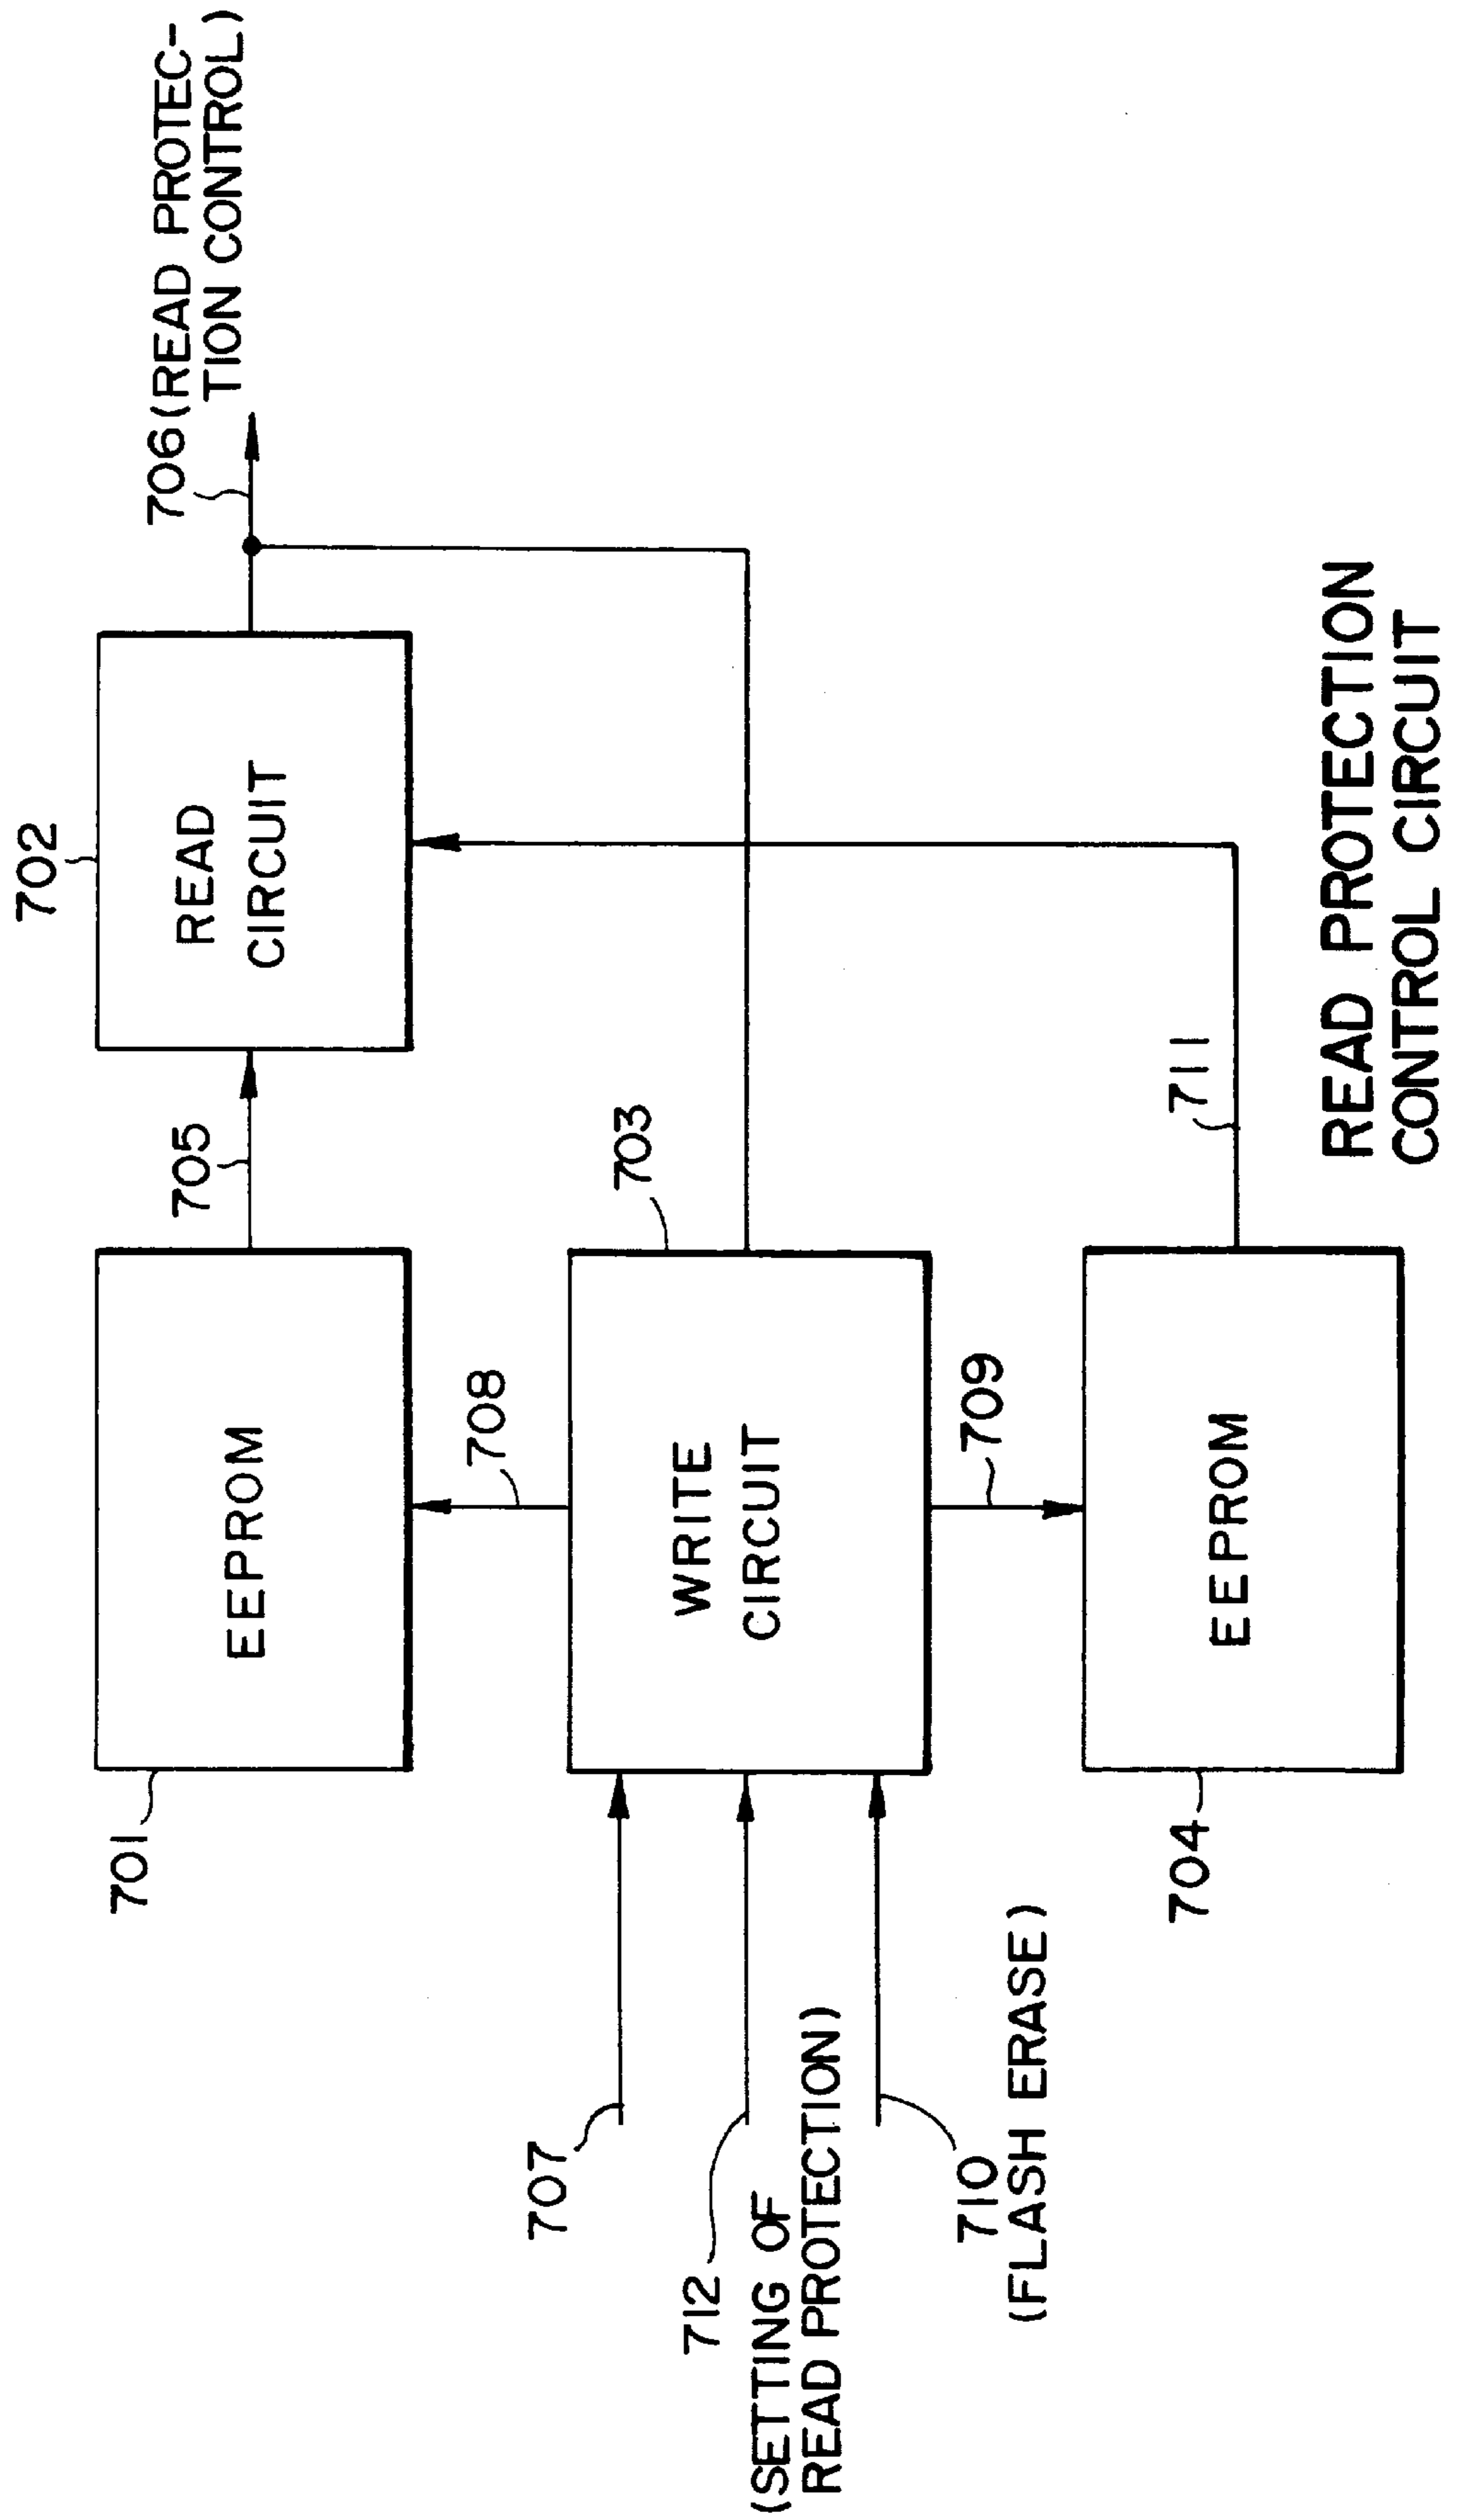 702
706 (READ PROTEC-
TION CONTROL)
701
705
EEPROM
READ
CIRCUIT
708
703
707
WRITE
CIRCUIT
712
(SETTING OF
READ PROTECTION)
710
(FLASH ERASE)
709
711
704
EEPROM
READ PROTECTION
CONTROL CIRCUIT